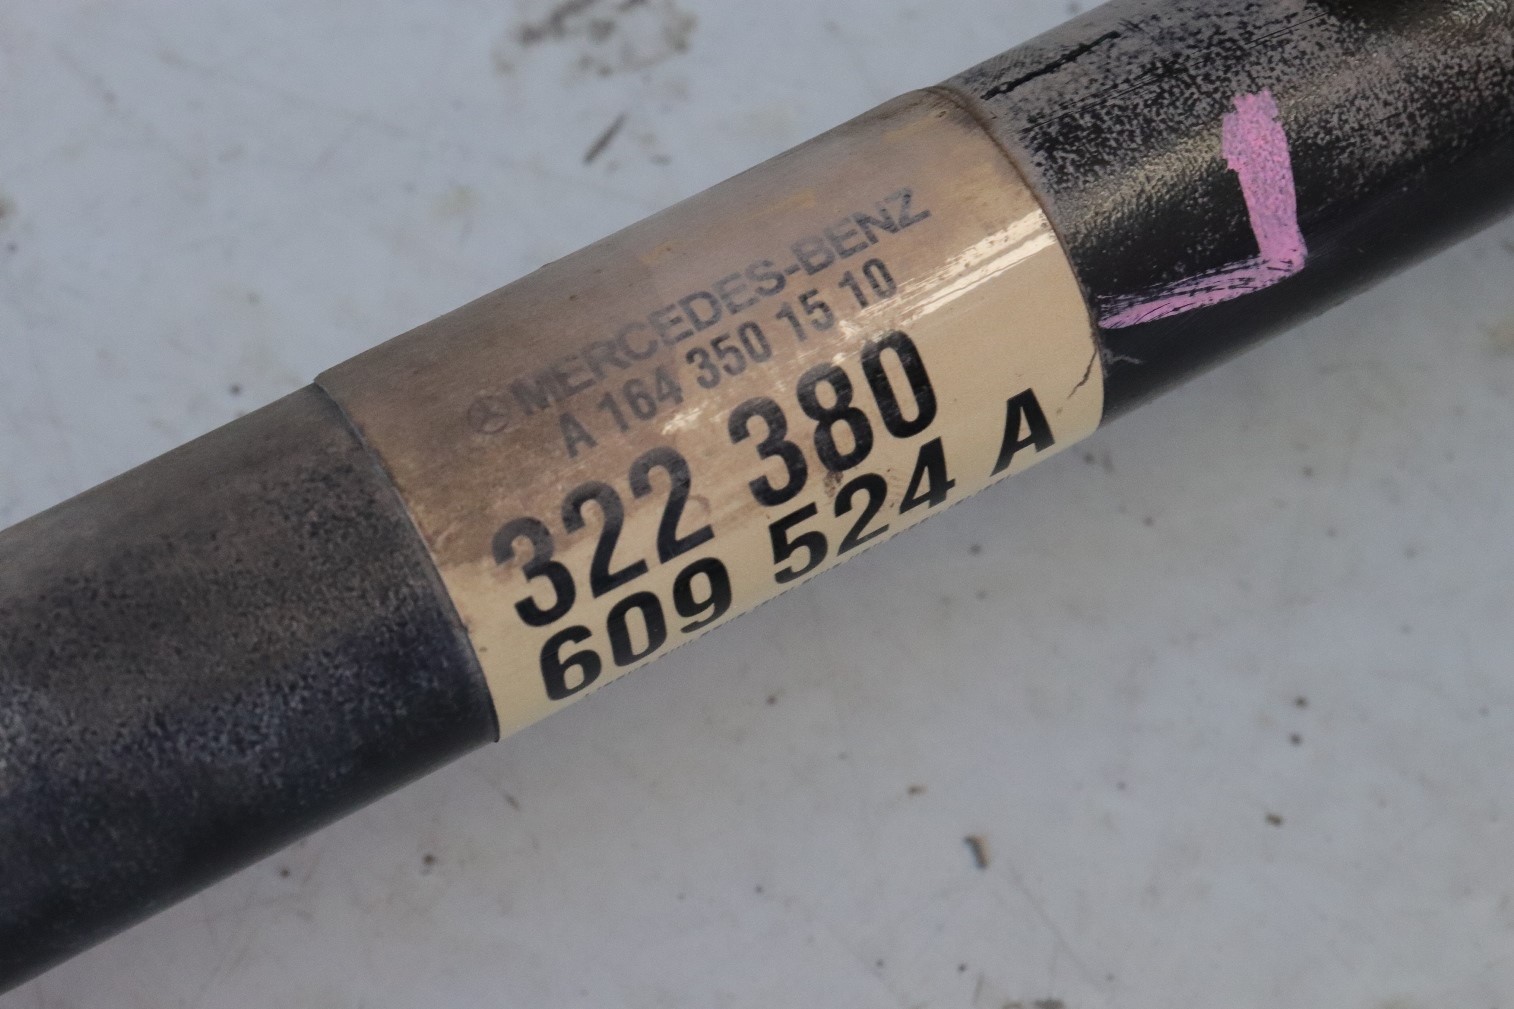 MERCEDES-BENZ
A 164 350 15 10
322 380
609 524 A
L